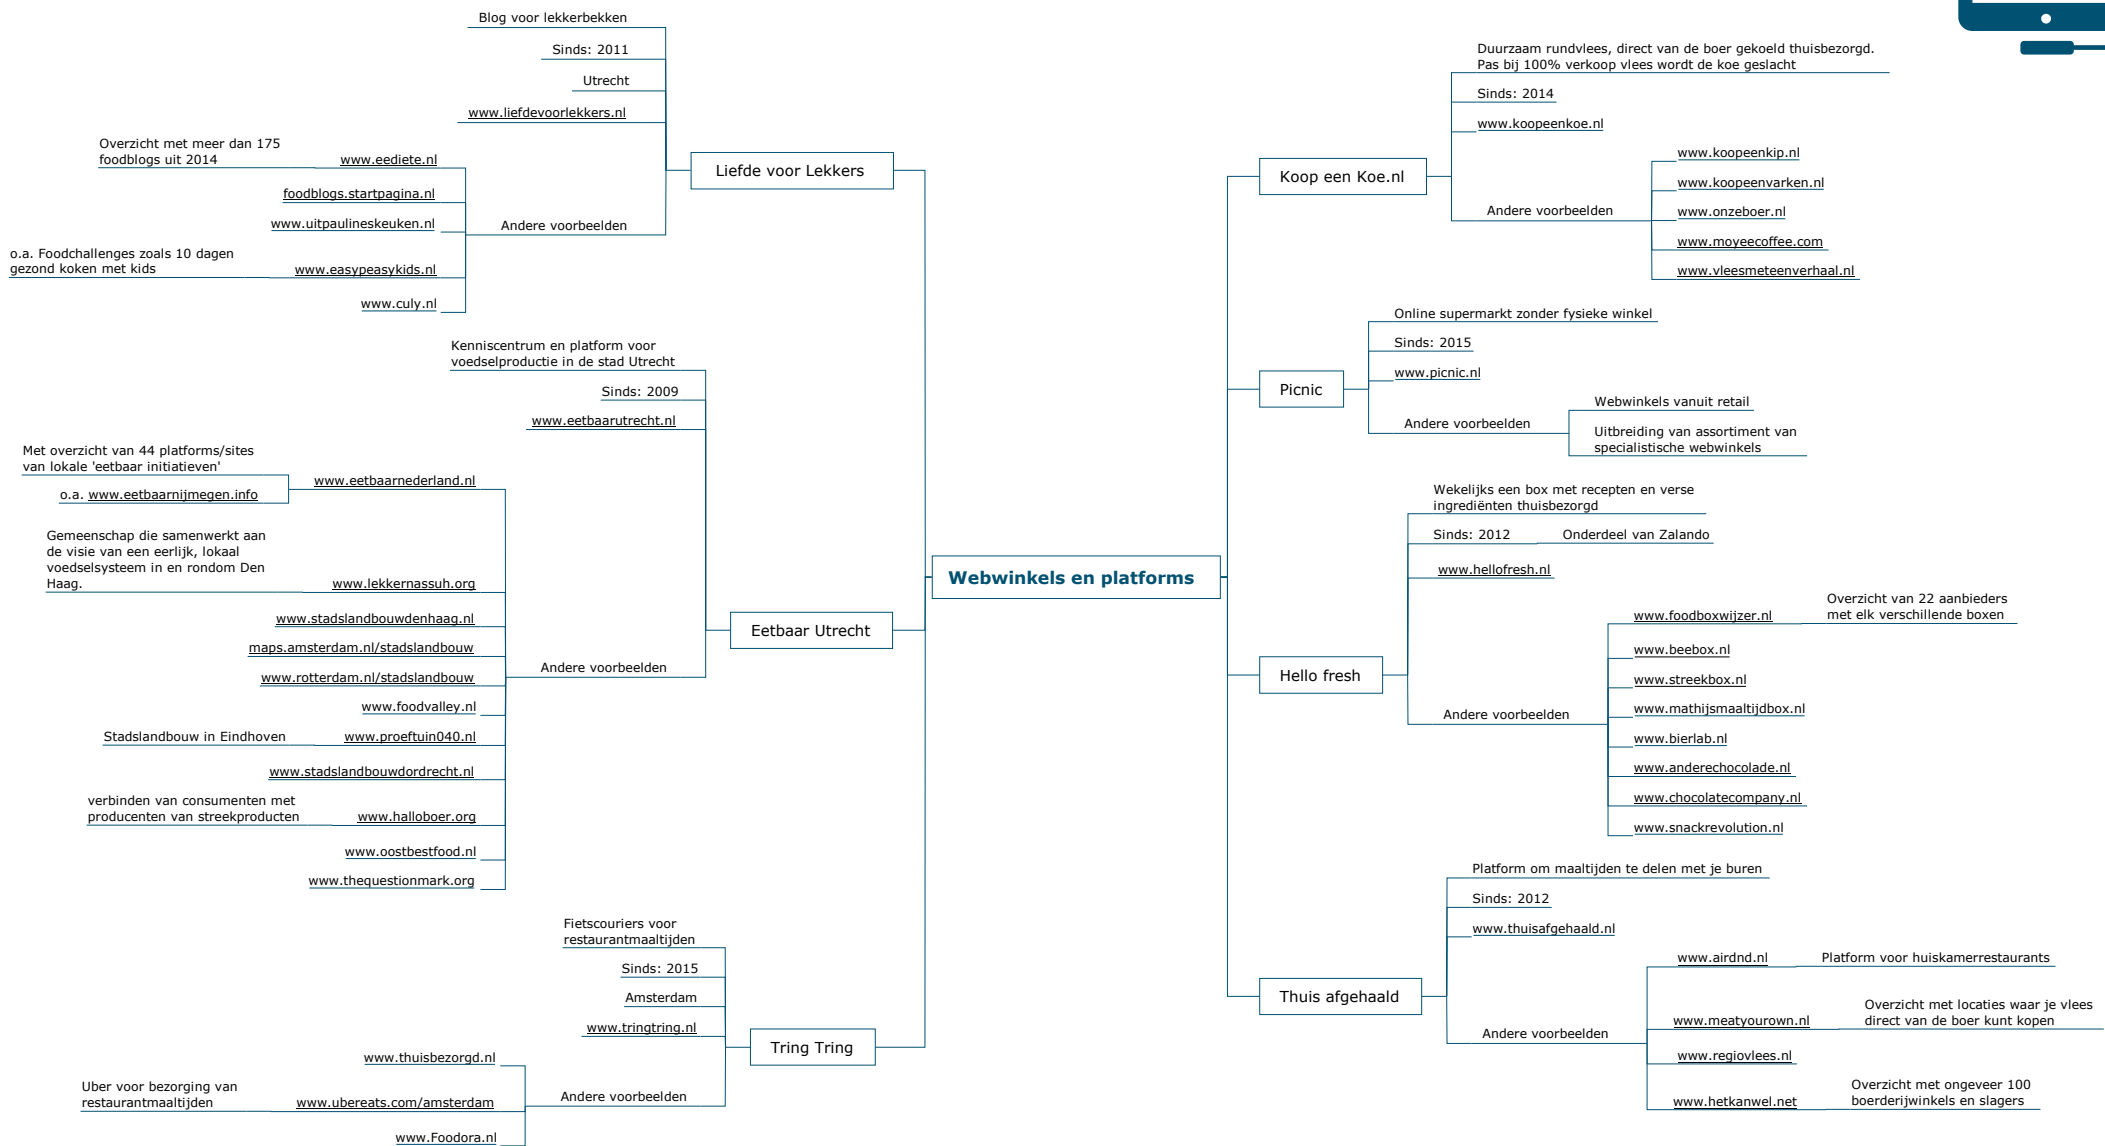 Webwinkels en platforms
Liefde voor Lekkers
Blog voor lekkerbekken
Sinds: 2011
Utrecht
www.liefdevoorlekkers.nl
Andere voorbeelden
www.eediete.nl
Overzicht met meer dan 175
foodblogs uit 2014
foodblogs.startpagina.nl
www.uitpaulineskeuken.nl
www.easypeasykids.nl
o.a. Foodchallenges zoals 10 dagen
gezond koken met kids
www.culy.nl
Eetbaar Utrecht
Kenniscentrum en platform voor
voedselproductie in de stad Utrecht
Sinds: 2009
www.eetbaarutrecht.nl
Andere voorbeelden
www.eetbaarnederland.nl
Met overzicht van 44 platforms/sites
van lokale 'eetbaar initiatieven'
o.a. www.eetbaarnijmegen.info
www.lekkernassuh.org
Gemeenschap die samenwerkt aan
de visie van een eerlijk, lokaal
voedselsysteem in en rondom Den
Haag.
www.stadslandbouwdenhaag.nl
maps.amsterdam.nl/stadslandbouw
www.rotterdam.nl/stadslandbouw
www.foodvalley.nl
www.proeftuin040.nl
Stadslandbouw in Eindhoven
www.stadslandbouwdordrecht.nl
www.halloboer.org
verbinden van consumenten met
producenten van streekproducten
www.oostbestfood.nl
www.thequestionmark.org
Tring Tring
Fietscouriers voor
restaurantmaaltijden
Sinds: 2015
Amsterdam
www.tringtring.nl
Andere voorbeelden
www.thuisbezorgd.nl
www.ubereats.com/amsterdam
Uber voor bezorging van
restaurantmaaltijden
www.Foodora.nl
Koop een Koe.nl
Duurzaam rundvlees, direct van de boer gekoeld thuisbezorgd.
Pas bij 100% verkoop vlees wordt de koe geslacht
Sinds: 2014
www.koopeenkoe.nl
Andere voorbeelden
www.koopeenkip.nl
www.koopeenvarken.nl
www.onzeboer.nl
www.moyeecoffee.com
www.vleesmeteenverhaal.nl
Picnic
Online supermarkt zonder fysieke winkel
Sinds: 2015
www.picnic.nl
Andere voorbeelden
Webwinkels vanuit retail
Uitbreiding van assortiment van
specialistische webwinkels
Hello fresh
Wekelijks een box met recepten en verse
ingrediënten thuisbezorgd
Sinds: 2012
Onderdeel van Zalando
www.hellofresh.nl
Andere voorbeelden
www.foodboxwijzer.nl
Overzicht van 22 aanbieders
met elk verschillende boxen
www.beebox.nl
www.streekbox.nl
www.mathijsmaaltijdbox.nl
www.bierlab.nl
www.anderechocolade.nl
www.chocolatecompany.nl
www.snackrevolution.nl
Thuis afgehaald
Platform om maaltijden te delen met je buren
Sinds: 2012
www.thuisafgehaald.nl
Andere voorbeelden
www.airdnd.nl
Platform voor huiskamerrestaurants
www.meatyourown.nl
Overzicht met locaties waar je vlees
direct van de boer kunt kopen
www.regiovlees.nl
www.hetkanwel.net
Overzicht met ongeveer 100
boerderijwinkels en slagers